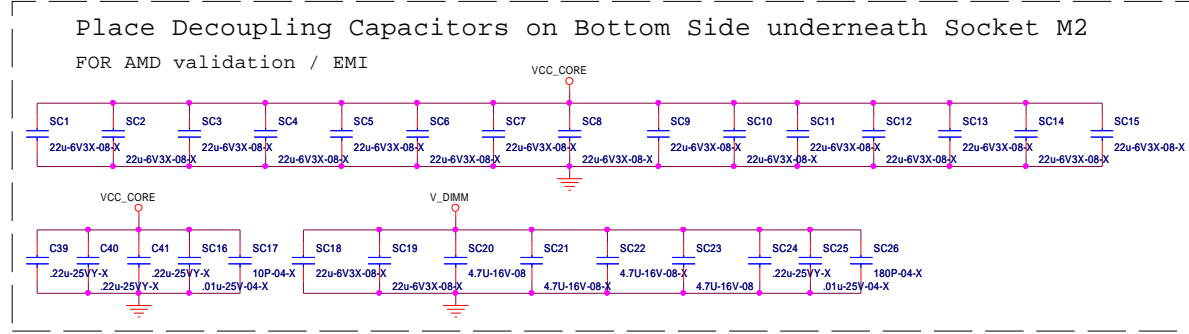 Place Decoupling Capacitors on Bottom Side underneath Socket M2
FOR AMD validation / EMI
VCC_CORE
SC1 SC2 SC3 SC4 SC5 SC6 SC7 SC8 SC9 SC10 SC11 SC12 SC13 SC14 SC15
22u-6V3X-08-X 22u-6V3X-08-X 22u-6V3X-08-X 22u-6V3X-08-X 22u-6V3X-08-X 22u-6V3X-08-X 22u-6V3X-08-X 22u-6V3X-08-X
22u-6V3X-08-X 22u-6V3X-08-X 22u-6V3X-08-X 22u-6V3X-08-X 22u-6V3X-08-X 22u-6V3X-08-X 22u-6V3X-08-X
VCC_CORE V_DIMM
C39 C40 C41 SC16 SC17 SC18 SC19 SC20 SC21 SC22 SC23 SC24 SC25 SC26
.22u-25VY-X .22u-25VY-X 10P-04-X 22u-6V3X-08-X 4.7U-16V-08 4.7U-16V-08-X .22u-25VY-X 180P-04-X
.22u-25VY-X .01u-25V-04-X 22u-6V3X-08-X 4.7U-16V-08-X 4.7U-16V-08 .01u-25V-04-X